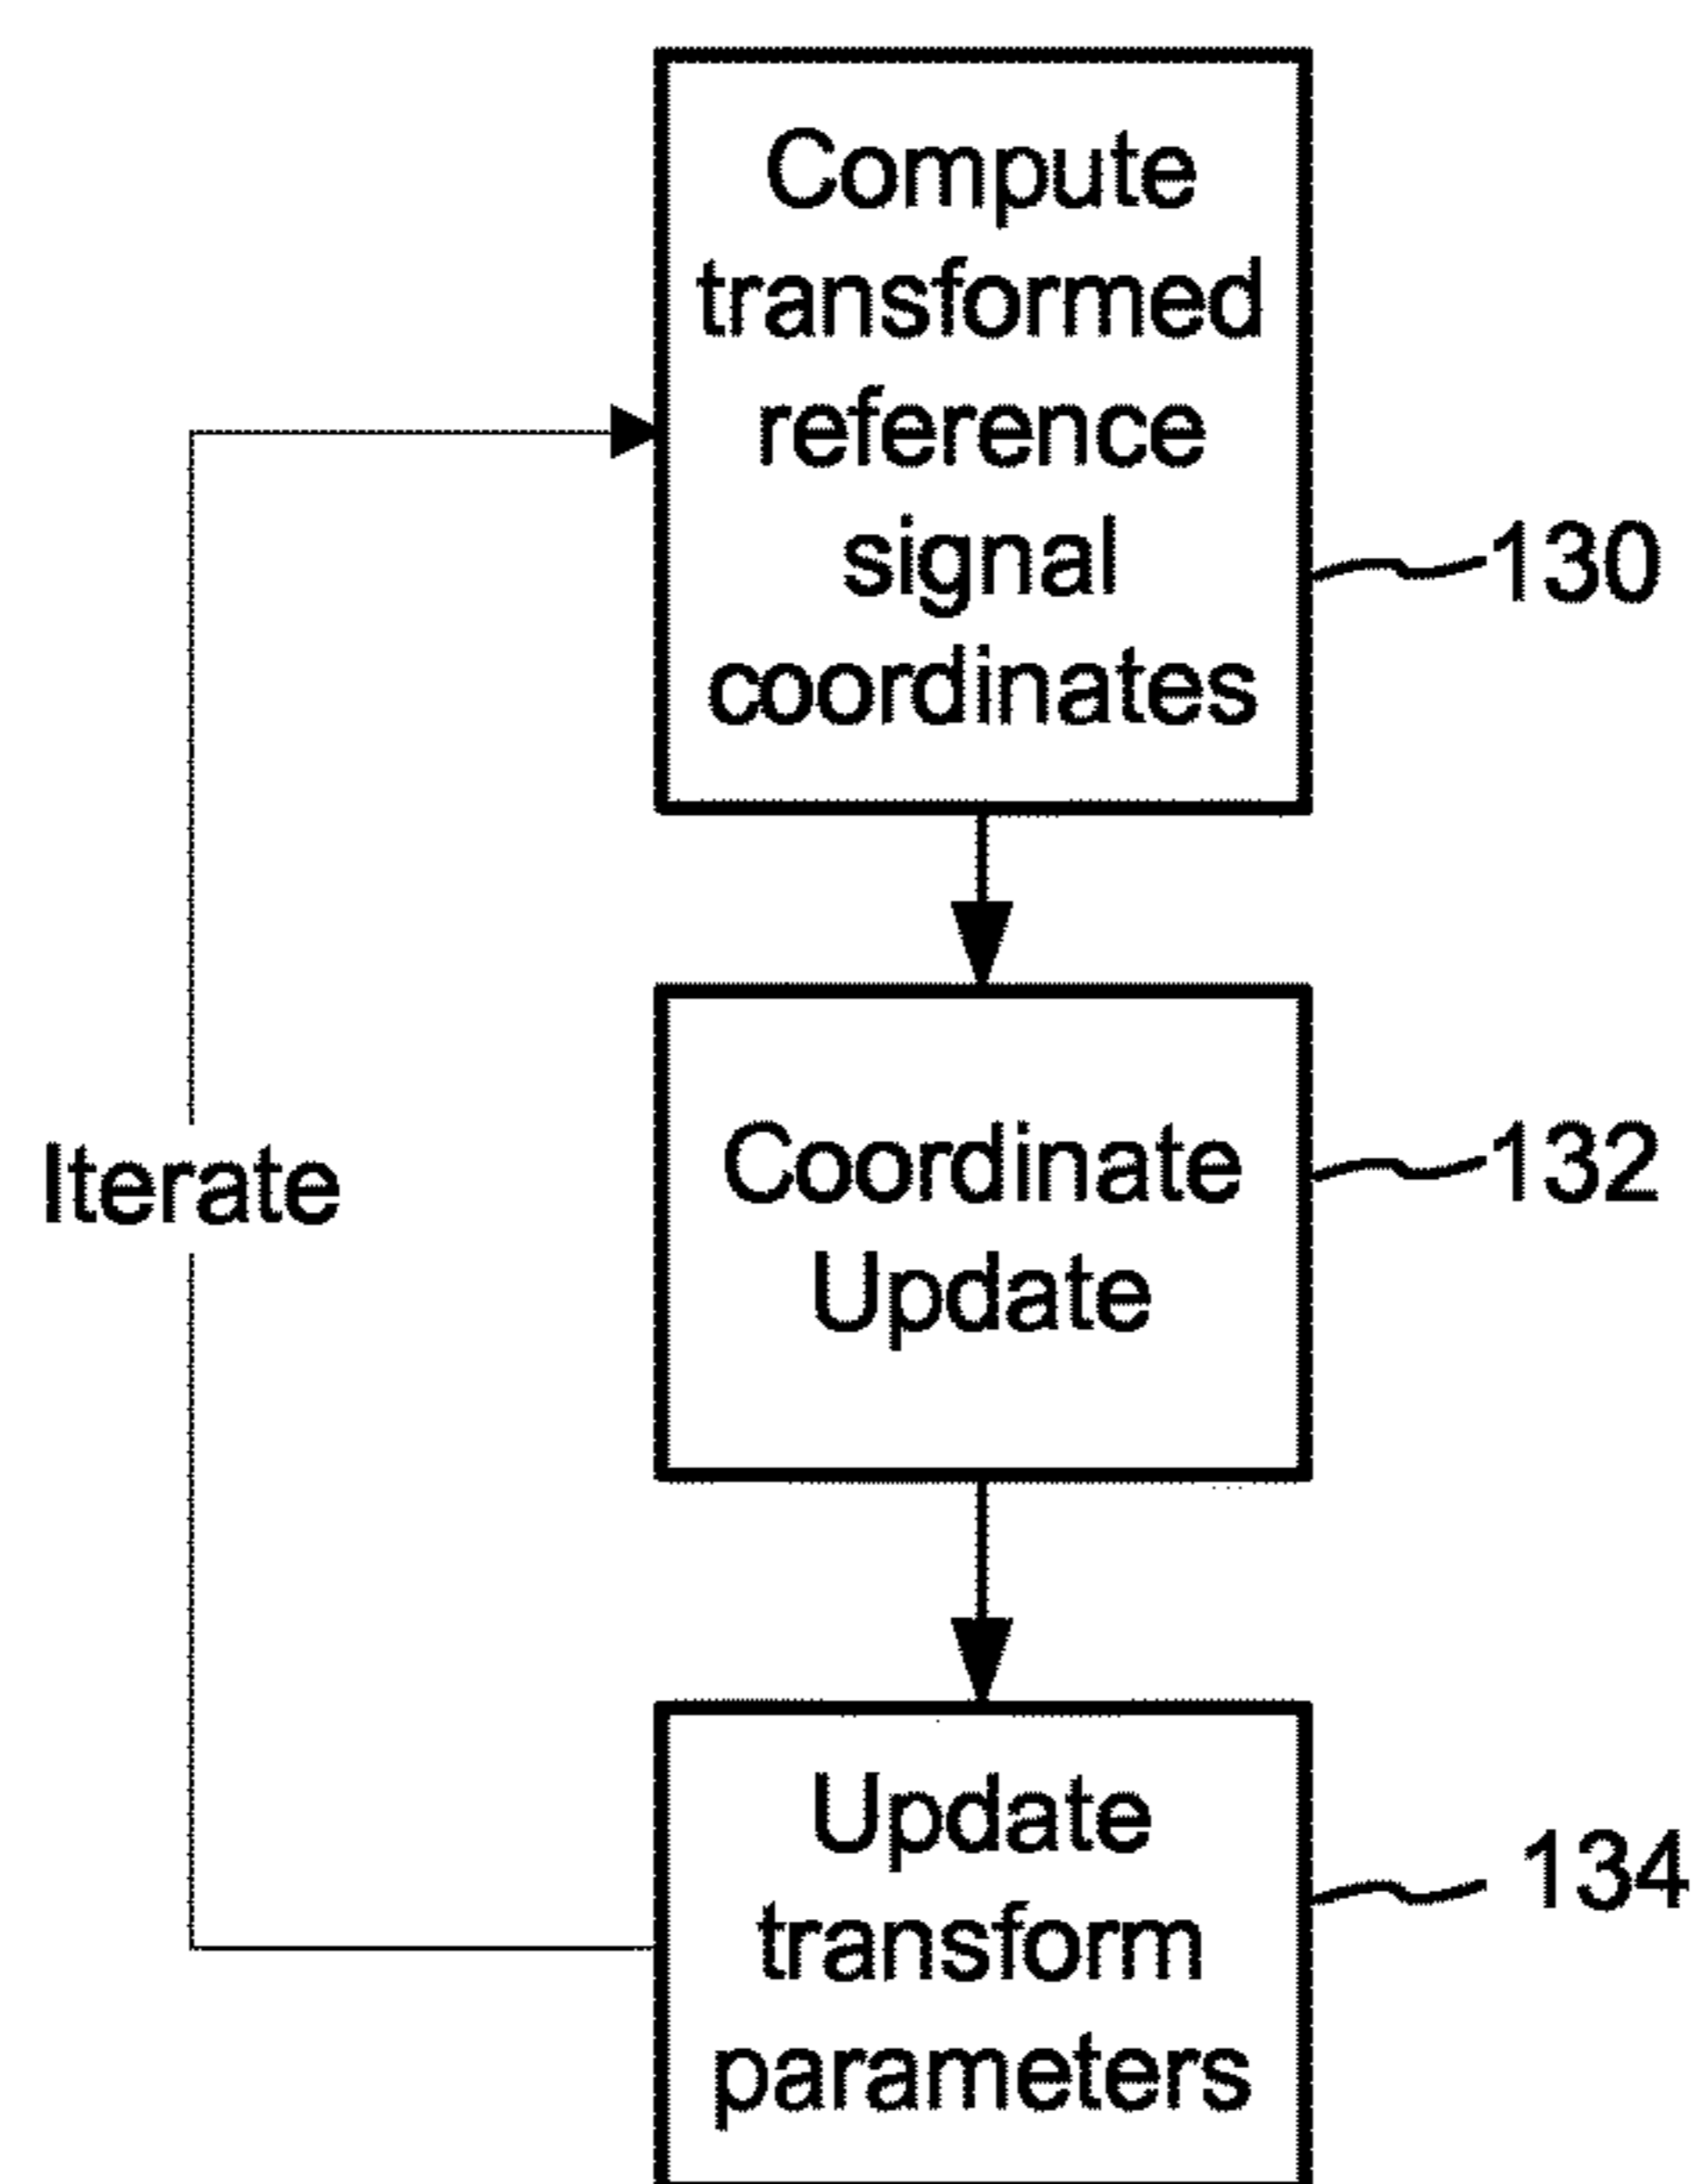 Compute
transformed
reference
signal
coordinates
130
Iterate
Coordinate
Update
132
Update
transform
parameters
134